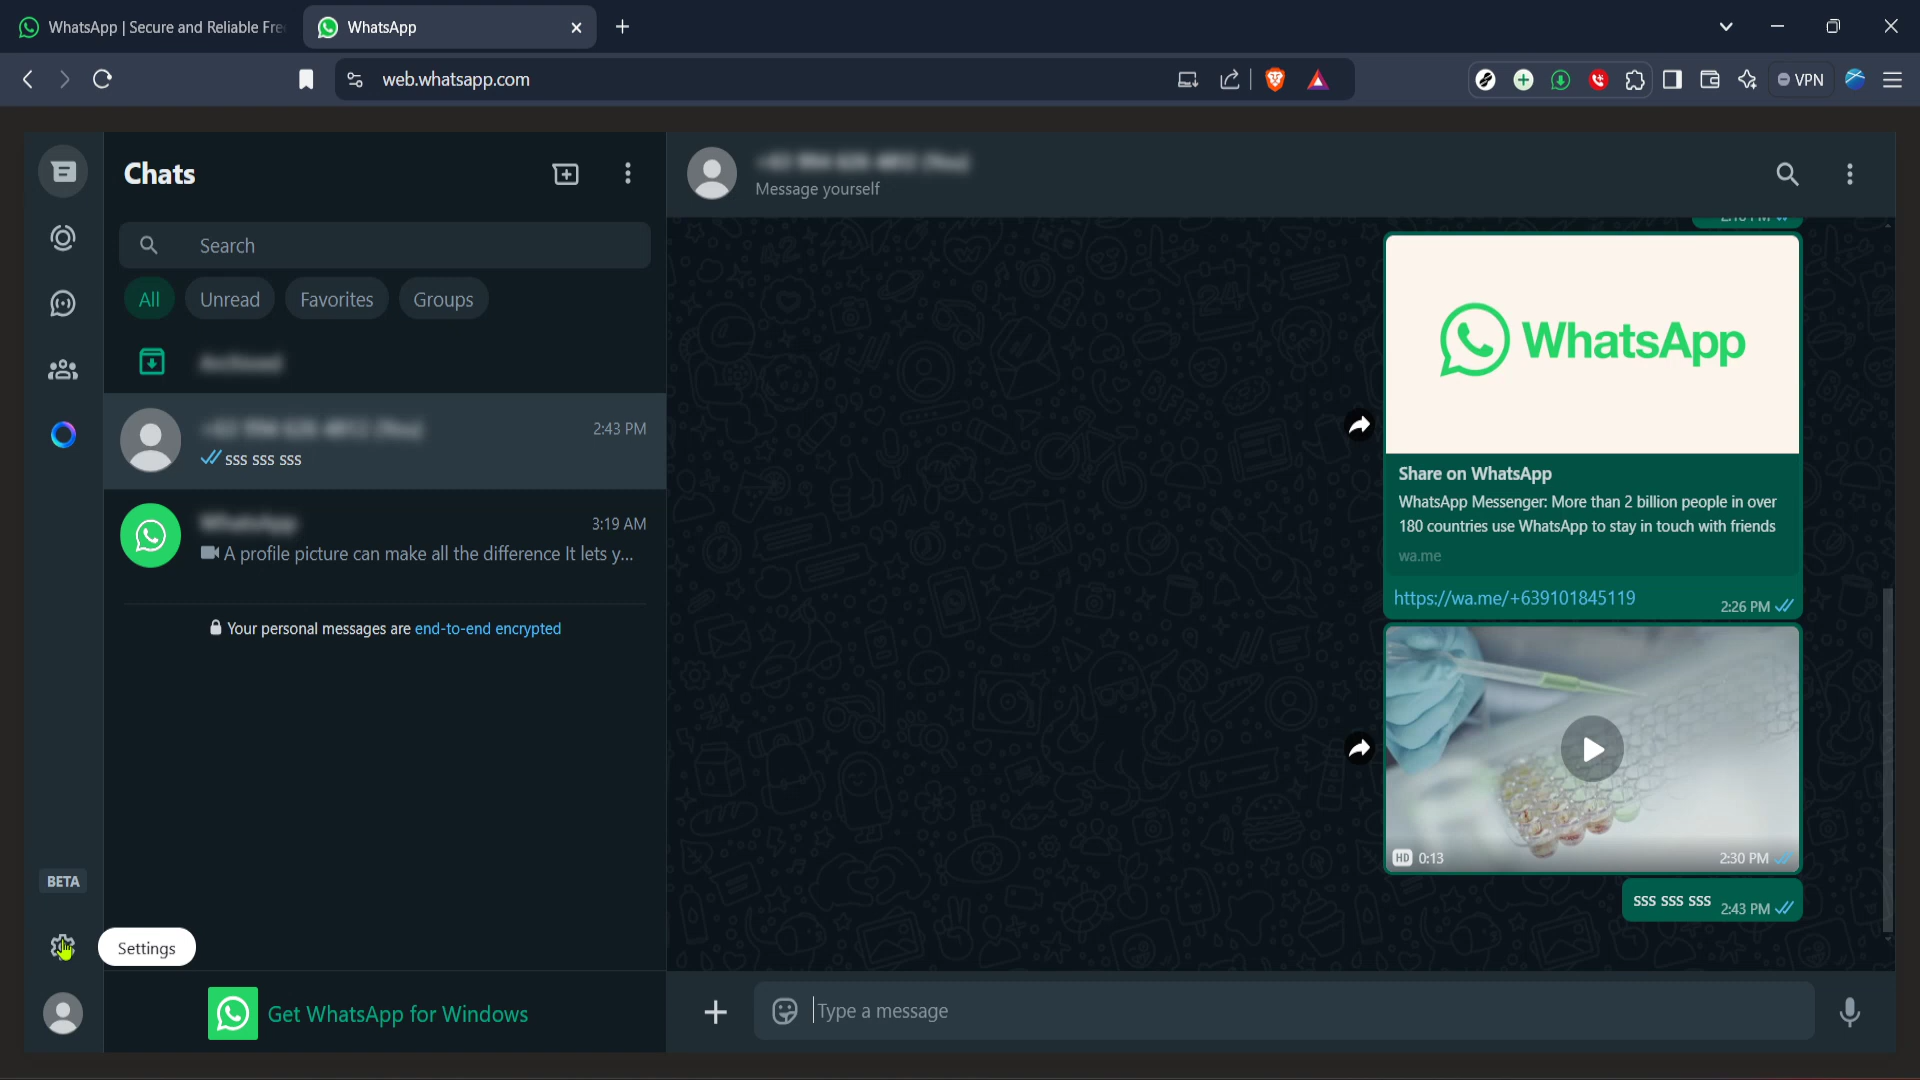 WhatsApp | Secure and Reliable Fre
WhatsApp
web.whatsapp.com
VPN
Chats
Search
All
Unread
Favorites
Groups
2:43 PM
sss sss sss
3:19 AM
A profile picture can make all the difference It lets y...
Your personal messages are end-to-end encrypted
BETA
Settings
Get WhatsApp for Windows
Message yourself
WhatsApp
Share on WhatsApp
WhatsApp Messenger: More than 2 billion people in over
180 countries use WhatsApp to stay in touch with friends
wa.me
https://wa.me/+639101845119
2:26 PM
HD 0:13
2:30 PM
sss sss sss 2:43 PM
Type a message